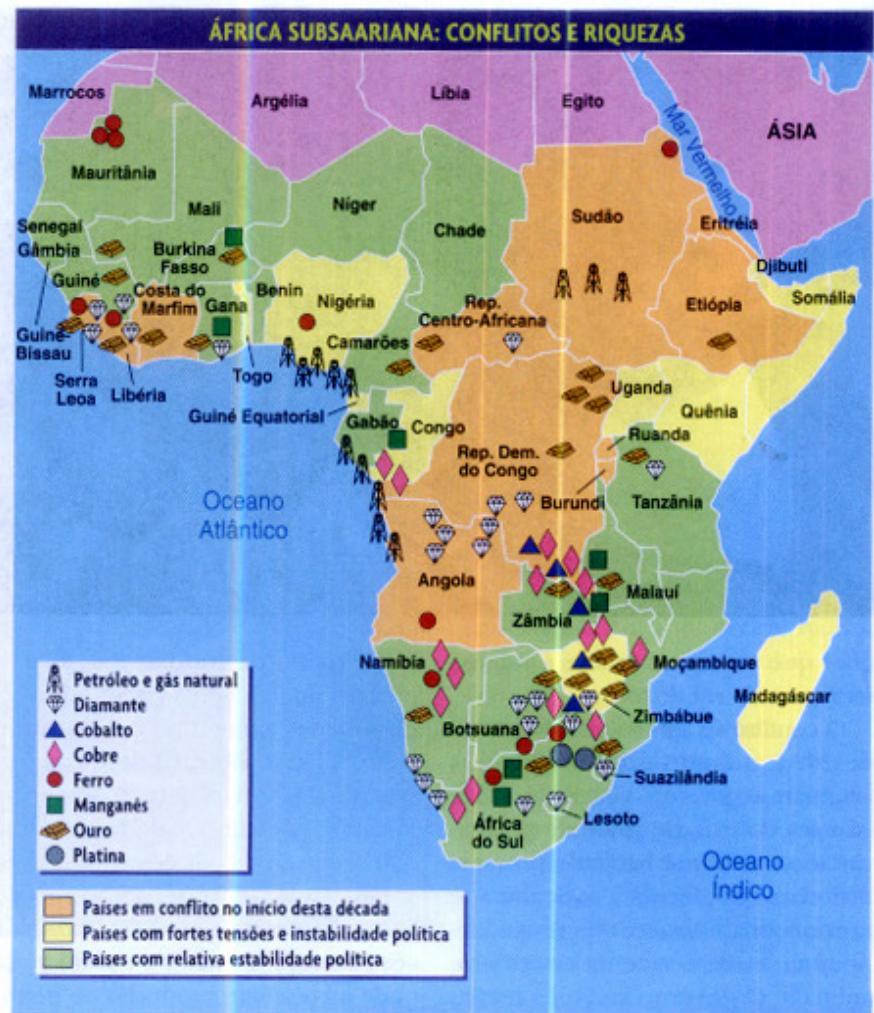 ÁFRICA SUBSAARIANA: CONFLITOS E RIQUEZAS
Marrocos
Argélia
Líbia
Egito
Mar Vermelho
ÁSIA
Mauritânia
Mali
Níger
Chade
Sudão
Eritréia
Senegal
Gâmbia
Burkina
Fasso
Djibuti
Guiné
Costa do
Marfim
Gana
Benin
Nigéria
Rep.
Centro-Africana
Etiópia
Somália
Guiné-
Bissau
Camarões
Serra
Leoa
Libéria
Togo
Uganda
Quênia
Guiné Equatorial
Gabão
Congo
Ruanda
Rep. Dem.
do Congo
Burundi
Tanzânia
Oceano
Atlântico
Angola
Malauí
Zâmbia
Namíbia
Moçambique
Madagáscar
Botsuana
Zimbábue
Suazilândia
Lesoto
África
do Sul
Oceano
Índico
Petróleo e gás natural
Diamante
Cobalto
Cobre
Ferro
Manganês
Ouro
Platina
Países em conflito no início desta década
Países com fortes tensões e instabilidade política
Países com relativa estabilidade política